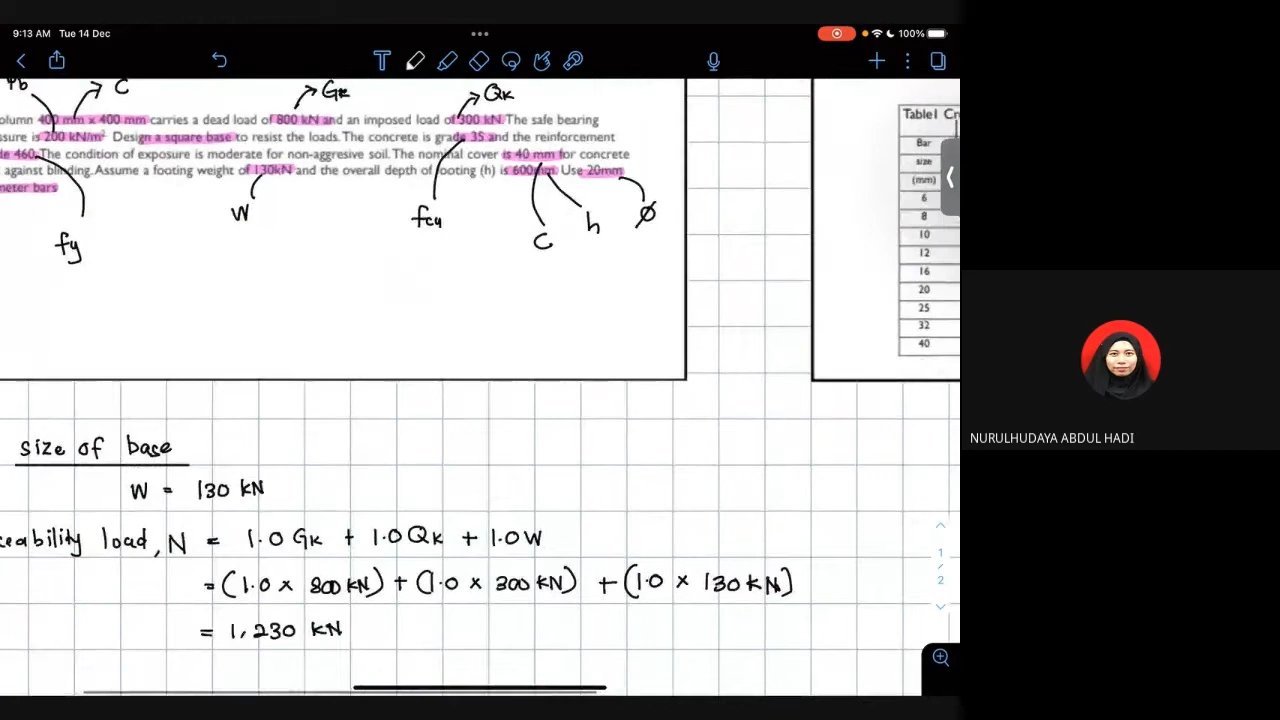 9:13 AM Tue 14 Dec
100%
Pb
C
Gk
Qk
olumn 400 mm x 400 mm carries a dead load of 800 kN and an imposed load of 300 kN. The safe bearing
ssure is 200 kN/m² Design a square base to resist the loads. The concrete is grade 35 and the reinforcement
de 460. The condition of exposure is moderate for non-aggresive soil. The nominal cover is 40 mm for concrete
against blinding. Assume a footing weight of 130kN and the overall depth of footing (h) is 600mm. Use 20mm
meter bars
fy
W
fcu
C
h
Ø
Table1 Cr
Bar
size
(mm)
6
8
10
12
16
20
25
32
40
size of base
W = 130 kN
ceability load, N = 1.0 Gk + 1.0 Qk + 1.0 W
= (1.0 x 800 kN) + (1.0 x 300 kN) + (1.0 x 130 kN)
= 1,230 kN
1
/
2
NURULHUDAYA ABDUL HADI